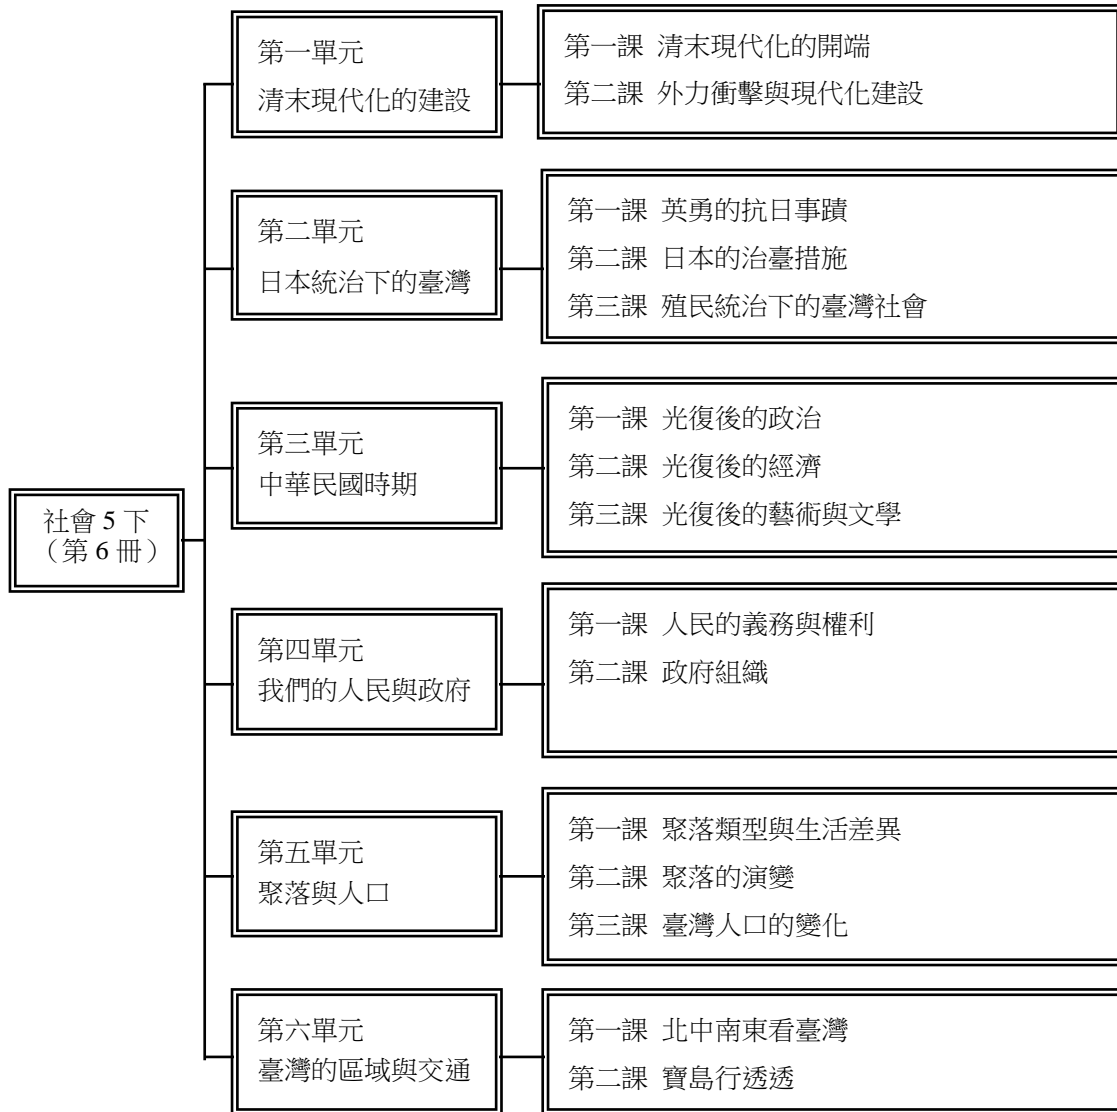 第一單元
清末現代化的建設
第一課 清末現代化的開端
第二課 外力衝擊與現代化建設
第二單元
日本統治下的臺灣
第一課 英勇的抗日事蹟
第二課 日本的治臺措施
第三課 殖民統治下的臺灣社會
第三單元
中華民國時期
第一課 光復後的政治
第二課 光復後的經濟
第三課 光復後的藝術與文學
社會 5 下
（第 6 冊）
第四單元
我們的人民與政府
第一課 人民的義務與權利
第二課 政府組織
第五單元
聚落與人口
第一課 聚落類型與生活差異
第二課 聚落的演變
第三課 臺灣人口的變化
第六單元
臺灣的區域與交通
第一課 北中南東看臺灣
第二課 寶島行透透